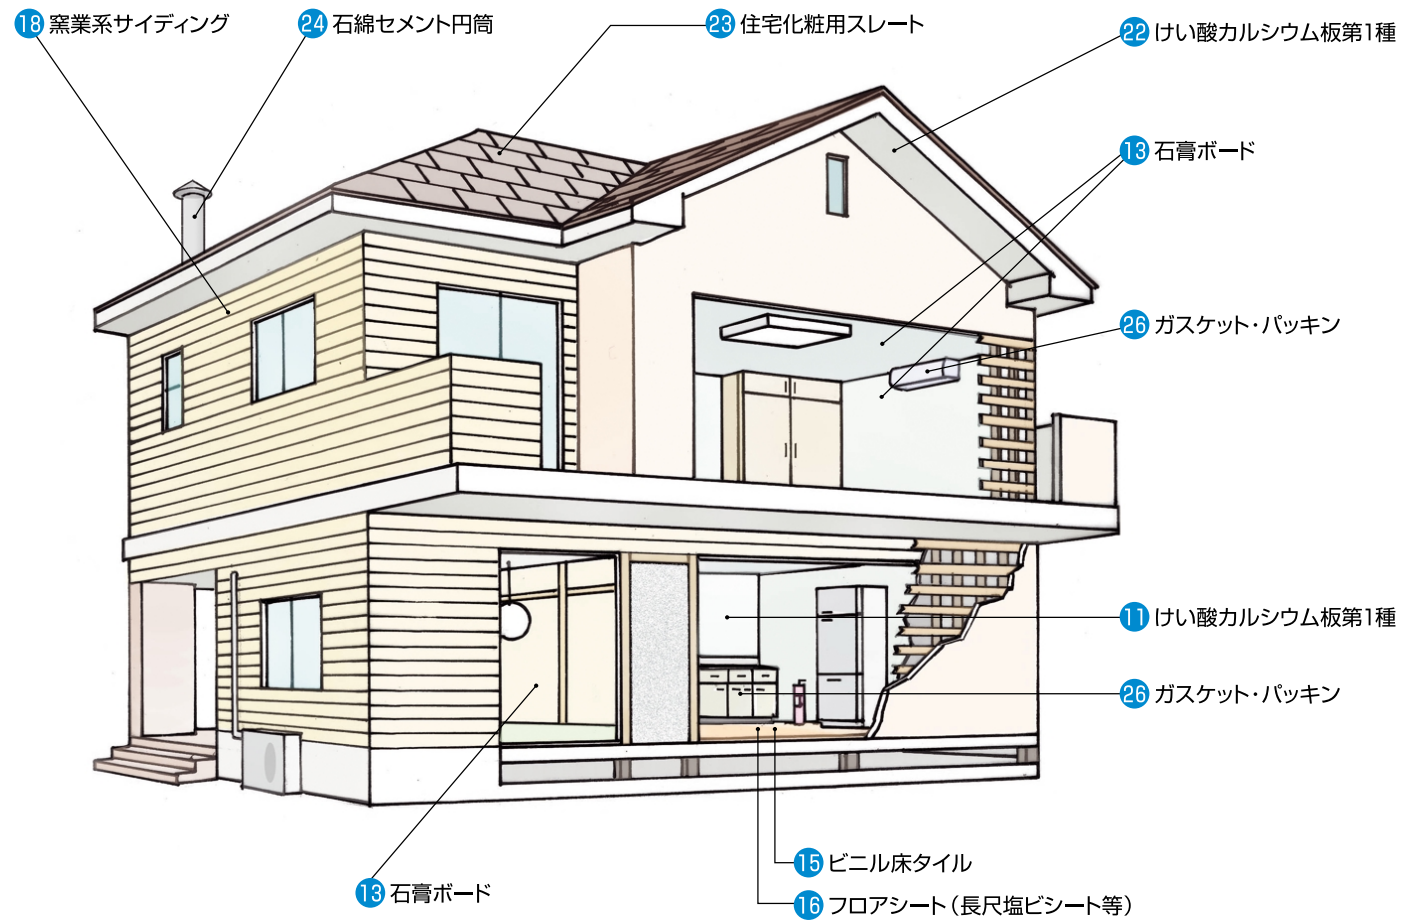 18 窯業系サイディング
24 石綿セメント円筒
23 住宅化粧用スレート
22 けい酸カルシウム板第1種
13 石膏ボード
26 ガスケット・パッキン
11 けい酸カルシウム板第1種
26 ガスケット・パッキン
15 ビニル床タイル
13 石膏ボード
16 フロアシート（長尺塩ビシート等）